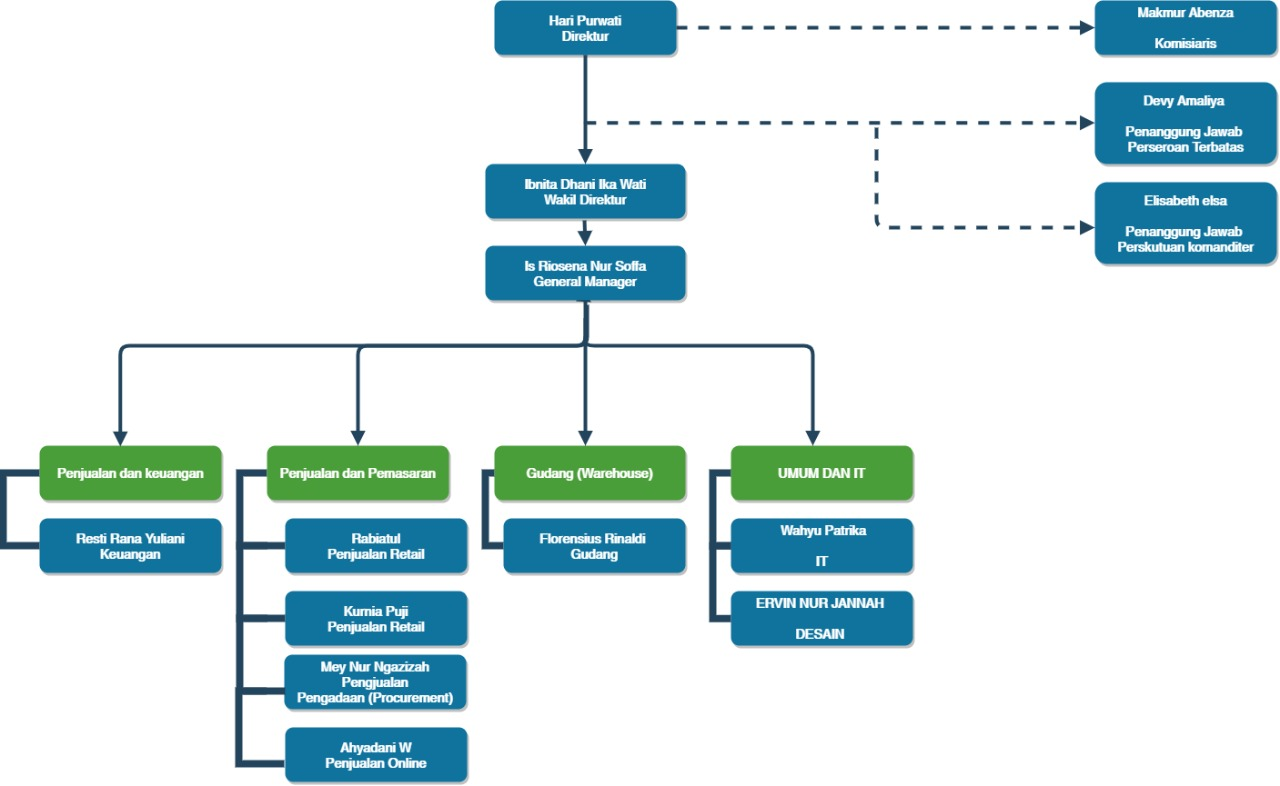 Hari Purwati
Direktur
Makmur Abenza
Komisiaris
Devy Amaliya
Penanggung Jawab
Perseroan Terbatas
Ibnita Dhani Ika Wati
Wakil Direktur
Elisabeth elsa
Penanggung Jawab
Perskutuan komanditer
Is Riosena Nur Soffa
General Manager
Penjualan dan keuangan
Resti Rana Yuliani
Keuangan
Penjualan dan Pemasaran
Rabiatul
Penjualan Retail
Kurnia Puji
Penjualan Retail
Mey Nur Ngazizah
Pengjualan
Pengadaan (Procurement)
Ahyadani W
Penjualan Online
Gudang (Warehouse)
Florensius Rinaldi
Gudang
UMUM DAN IT
Wahyu Patrika
IT
ERVIN NUR JANNAH
DESAIN